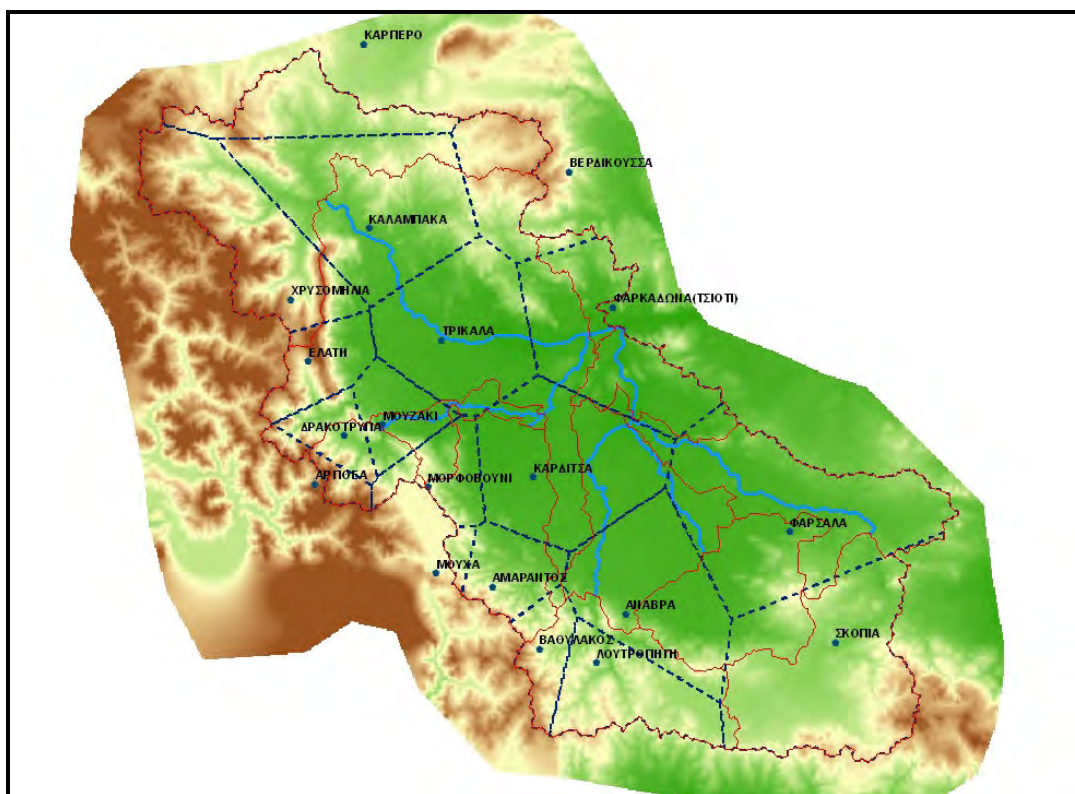 ΚΑΡΠΕΡΟ
ΒΕΡΔΙΚΟΥΣΣΑ
ΚΑΛΑΜΠΑΚΑ
ΧΡΥΣΟΜΗΛΙΑ
ΦΑΡΚΑΔΩΝΑ(ΤΣΙΟΤΙ)
ΤΡΙΚΑΛΑ
ΕΛΑΤΗ
ΜΟΥΖΑΚΙ
ΔΡΑΚΟΤΡΥΠΑ
ΚΑΡΔΙΤΣΑ
ΜΟΡΦΟΒΟΥΝΙ
ΦΑΡΣΑΛΑ
ΜΟΥΧΑ
ΑΜΑΡΑΝΤΟΣ
ΑΝΑΒΡΑ
ΣΚΟΠΙΑ
ΒΑΘΥΛΑΚΟΣ
ΛΟΥΤΡΟΠΗΓΗ